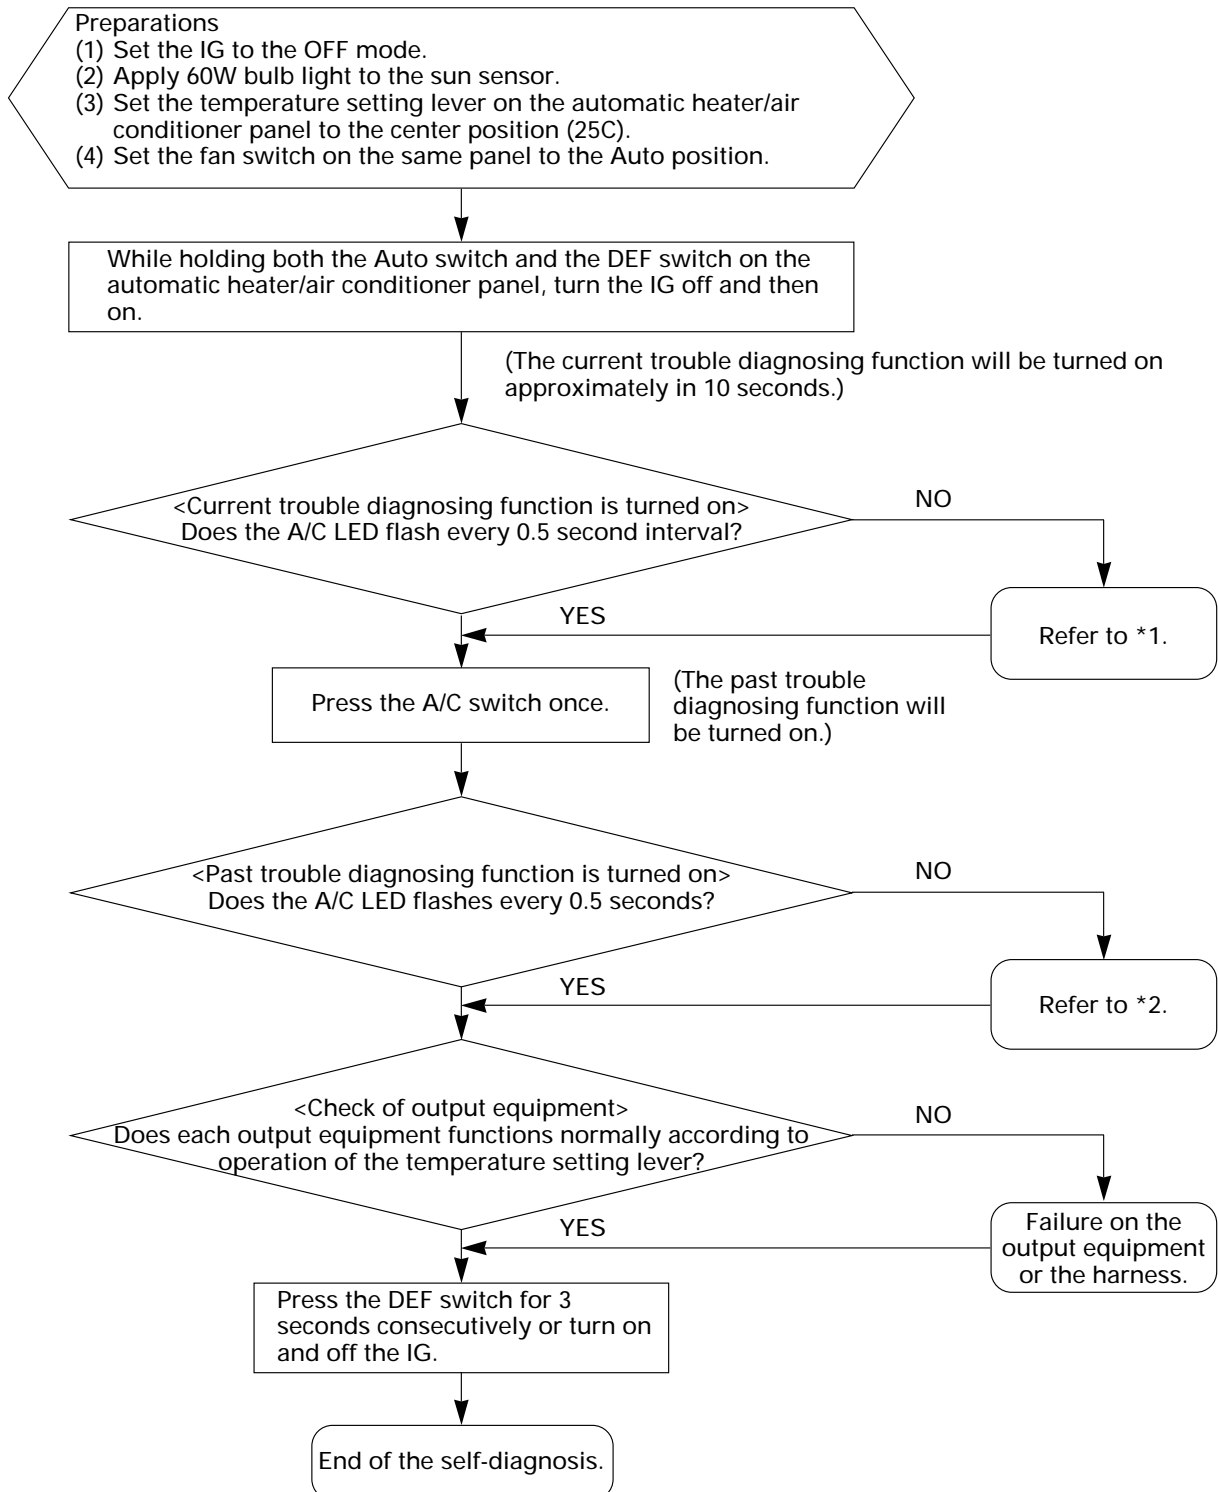 Preparations
(1) Set the IG to the OFF mode.
(2) Apply 60W bulb light to the sun sensor.
(3) Set the temperature setting lever on the automatic heater/air
conditioner panel to the center position (25C).
(4) Set the fan switch on the same panel to the Auto position.
While holding both the Auto switch and the DEF switch on the
automatic heater/air conditioner panel, turn the IG off and then
on.
(The current trouble diagnosing function will be turned on
approximately in 10 seconds.)
<Current trouble diagnosing function is turned on>
Does the A/C LED flash every 0.5 second interval?
NO
YES
Refer to *1.
Press the A/C switch once.
(The past trouble
diagnosing function will
be turned on.)
<Past trouble diagnosing function is turned on>
Does the A/C LED flashes every 0.5 seconds?
NO
YES
Refer to *2.
<Check of output equipment>
Does each output equipment functions normally according to
operation of the temperature setting lever?
NO
YES
Failure on the
output equipment
or the harness.
Press the DEF switch for 3
seconds consecutively or turn on
and off the IG.
End of the self-diagnosis.